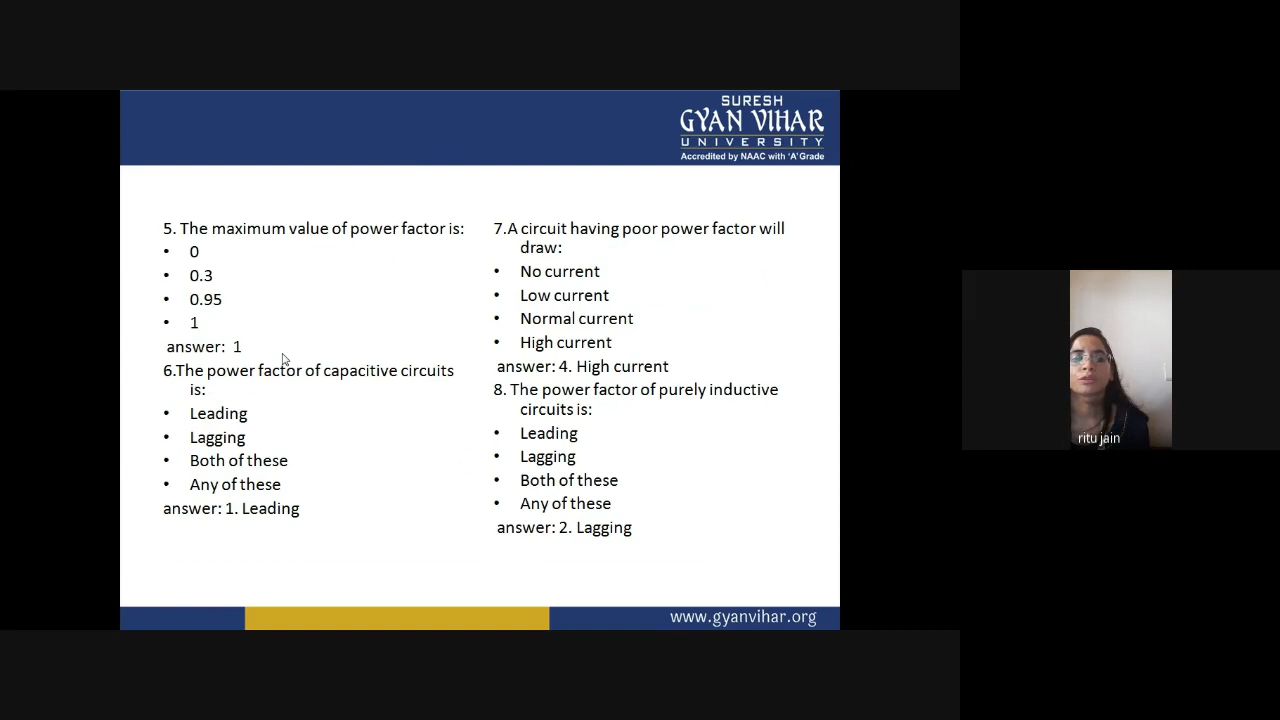 SURESH
GYAN VIHAR
UNIVERSITY
Accredited by NAAC with 'A' Grade
5. The maximum value of power factor is:
• 0
• 0.3
• 0.95
• 1
answer: 1
6.The power factor of capacitive circuits
is:
• Leading
• Lagging
• Both of these
• Any of these
answer: 1. Leading
7.A circuit having poor power factor will
draw:
• No current
• Low current
• Normal current
• High current
answer: 4. High current
8. The power factor of purely inductive
circuits is:
• Leading
• Lagging
• Both of these
• Any of these
answer: 2. Lagging
www.gyanvihar.org
ritu jain